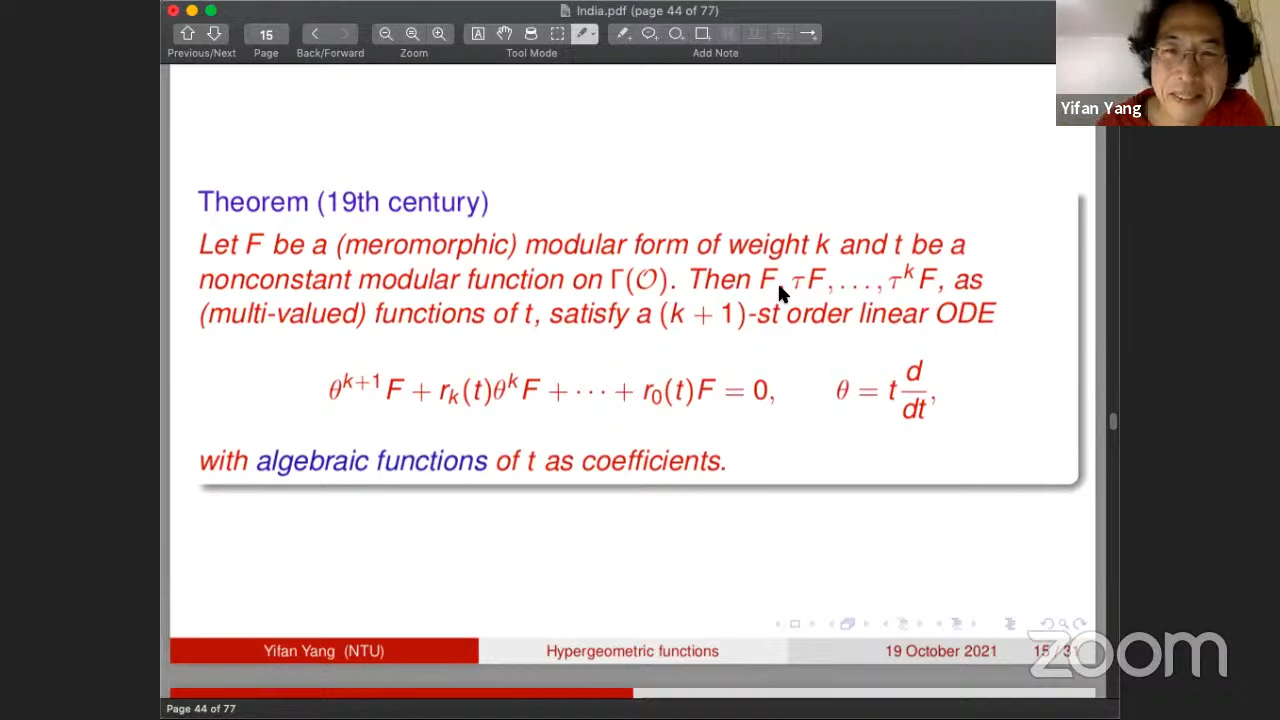 India.pdf (page 44 of 77)
15
Previous/Next Page Back/Forward Zoom Tool Mode Add Note
Yifan Yang
Theorem (19th century)
Let F be a (meromorphic) modular form of weight k and t be a
nonconstant modular function on Γ(𝒪). Then F, τF, . . . , τ^k F, as
(multi-valued) functions of t, satisfy a (k + 1)-st order linear ODE
θ^{k+1}F + r_k(t)θ^k F + · · · + r_0(t)F = 0, θ = t d/dt,
with algebraic functions of t as coefficients.
Yifan Yang (NTU) Hypergeometric functions 19 October 2021 15 / 31
zoom
Page 44 of 77